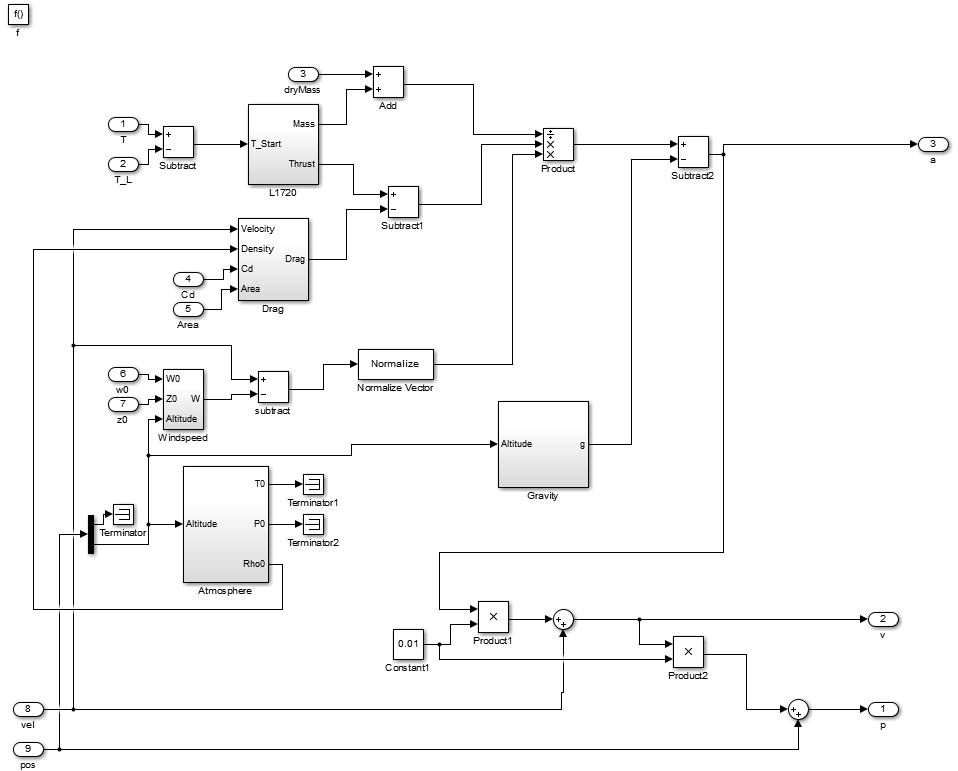 f()
f
3
dryMass
+
+
Add
1
T
2
T_L
+
−
Subtract
T_Start
Mass
Thrust
L1720
÷
×
×
Product
+
−
Subtract2
3
a
+
−
Subtract1
Velocity
Density
Cd
Area
Drag
Drag
4
Cd
5
Area
6
w0
7
z0
W0
Z0
W
Altitude
Windspeed
+
−
subtract
Normalize
Normalize Vector
Altitude
g
Gravity
Terminator
Altitude
T0
P0
Rho0
Atmosphere
Terminator1
Terminator2
0.01
Constant1
×
Product1
+
+
2
v
×
Product2
8
vel
+
+
1
p
9
pos